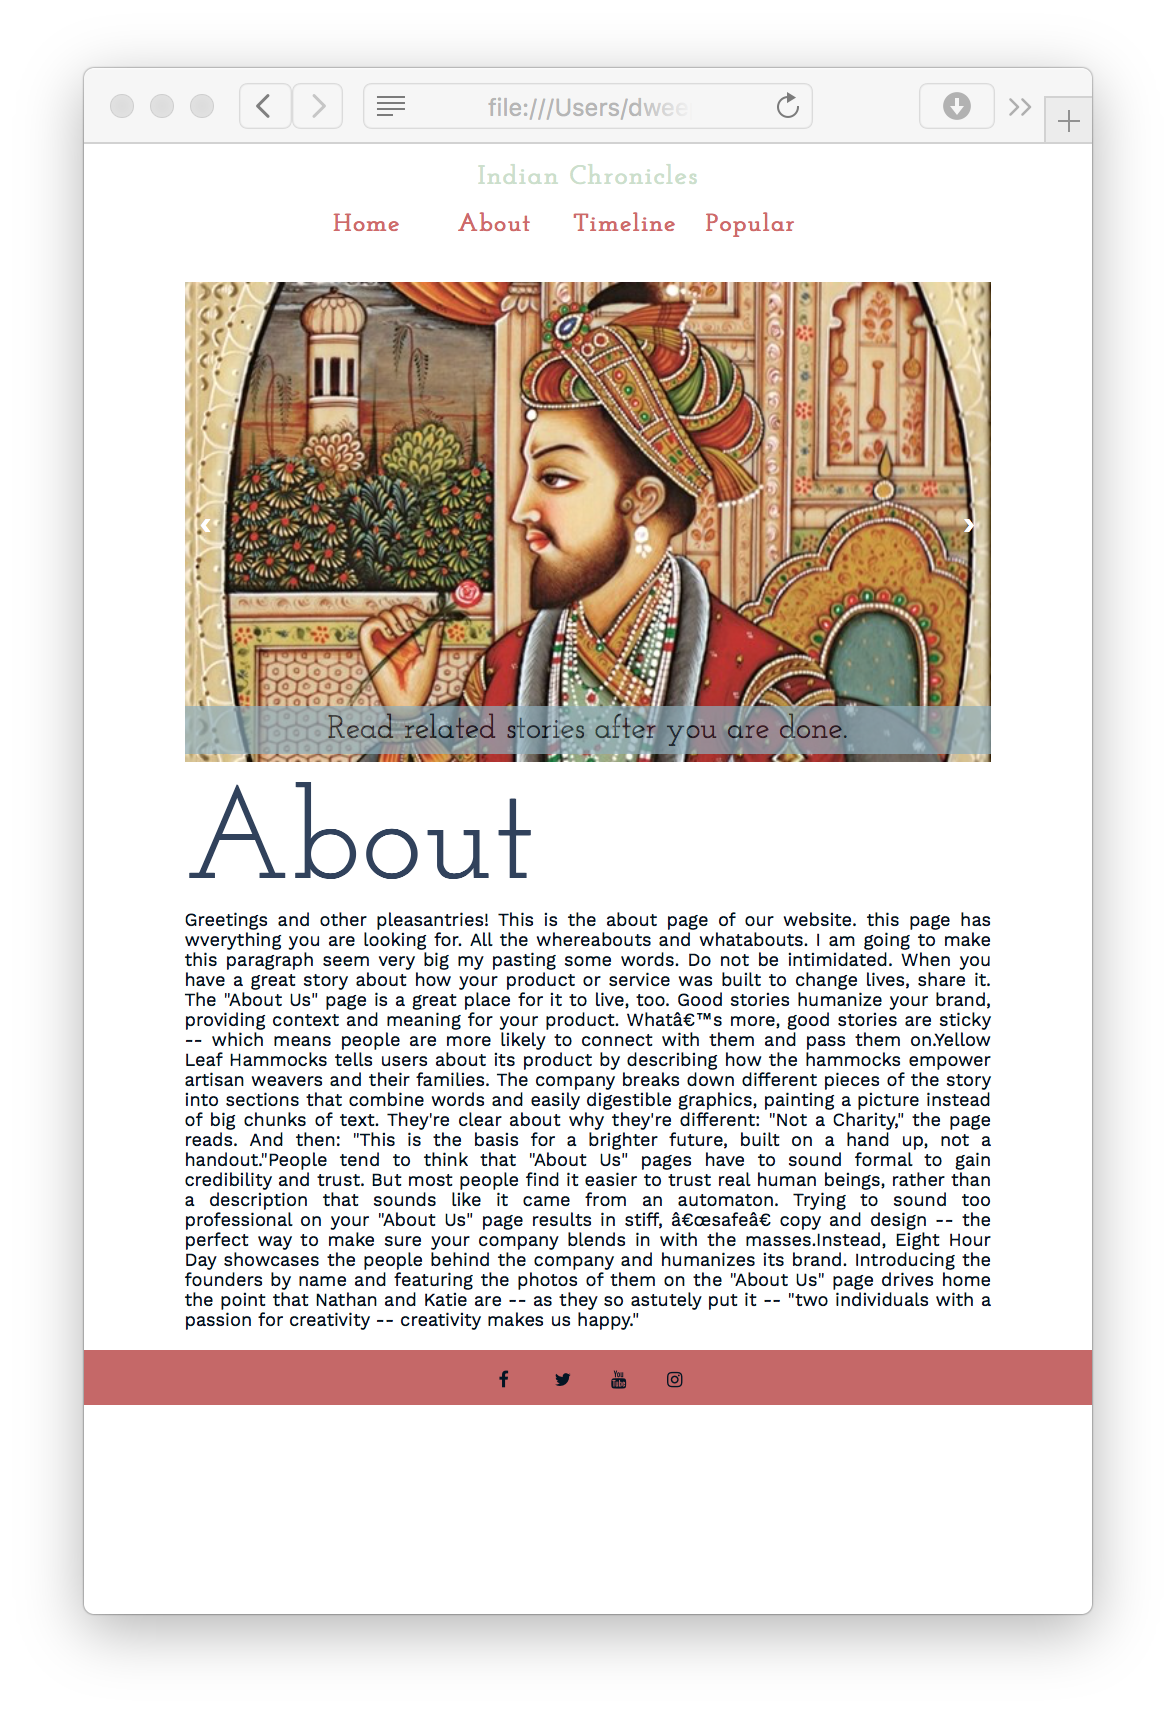 file:///Users/dwee
Indian Chronicles
Home About Timeline Popular
Read related stories after you are done.
About
Greetings and other pleasantries! This is the about page of our website. this page has
wverything you are looking for. All the whereabouts and whatabouts. I am going to make
this paragraph seem very big my pasting some words. Do not be intimidated. When you
have a great story about how your product or service was built to change lives, share it.
The "About Us" page is a great place for it to live, too. Good stories humanize your brand,
providing context and meaning for your product. Whatâ€™s more, good stories are sticky
-- which means people are more likely to connect with them and pass them on.Yellow
Leaf Hammocks tells users about its product by describing how the hammocks empower
artisan weavers and their families. The company breaks down different pieces of the story
into sections that combine words and easily digestible graphics, painting a picture instead
of big chunks of text. They're clear about why they're different: "Not a Charity," the page
reads. And then: "This is the basis for a brighter future, built on a hand up, not a
handout."People tend to think that "About Us" pages have to sound formal to gain
credibility and trust. But most people find it easier to trust real human beings, rather than
a description that sounds like it came from an automaton. Trying to sound too
professional on your "About Us" page results in stiff, â€œsafeâ€ copy and design -- the
perfect way to make sure your company blends in with the masses.Instead, Eight Hour
Day showcases the people behind the company and humanizes its brand. Introducing the
founders by name and featuring the photos of them on the "About Us" page drives home
the point that Nathan and Katie are -- as they so astutely put it -- "two individuals with a
passion for creativity -- creativity makes us happy."
You
Tube